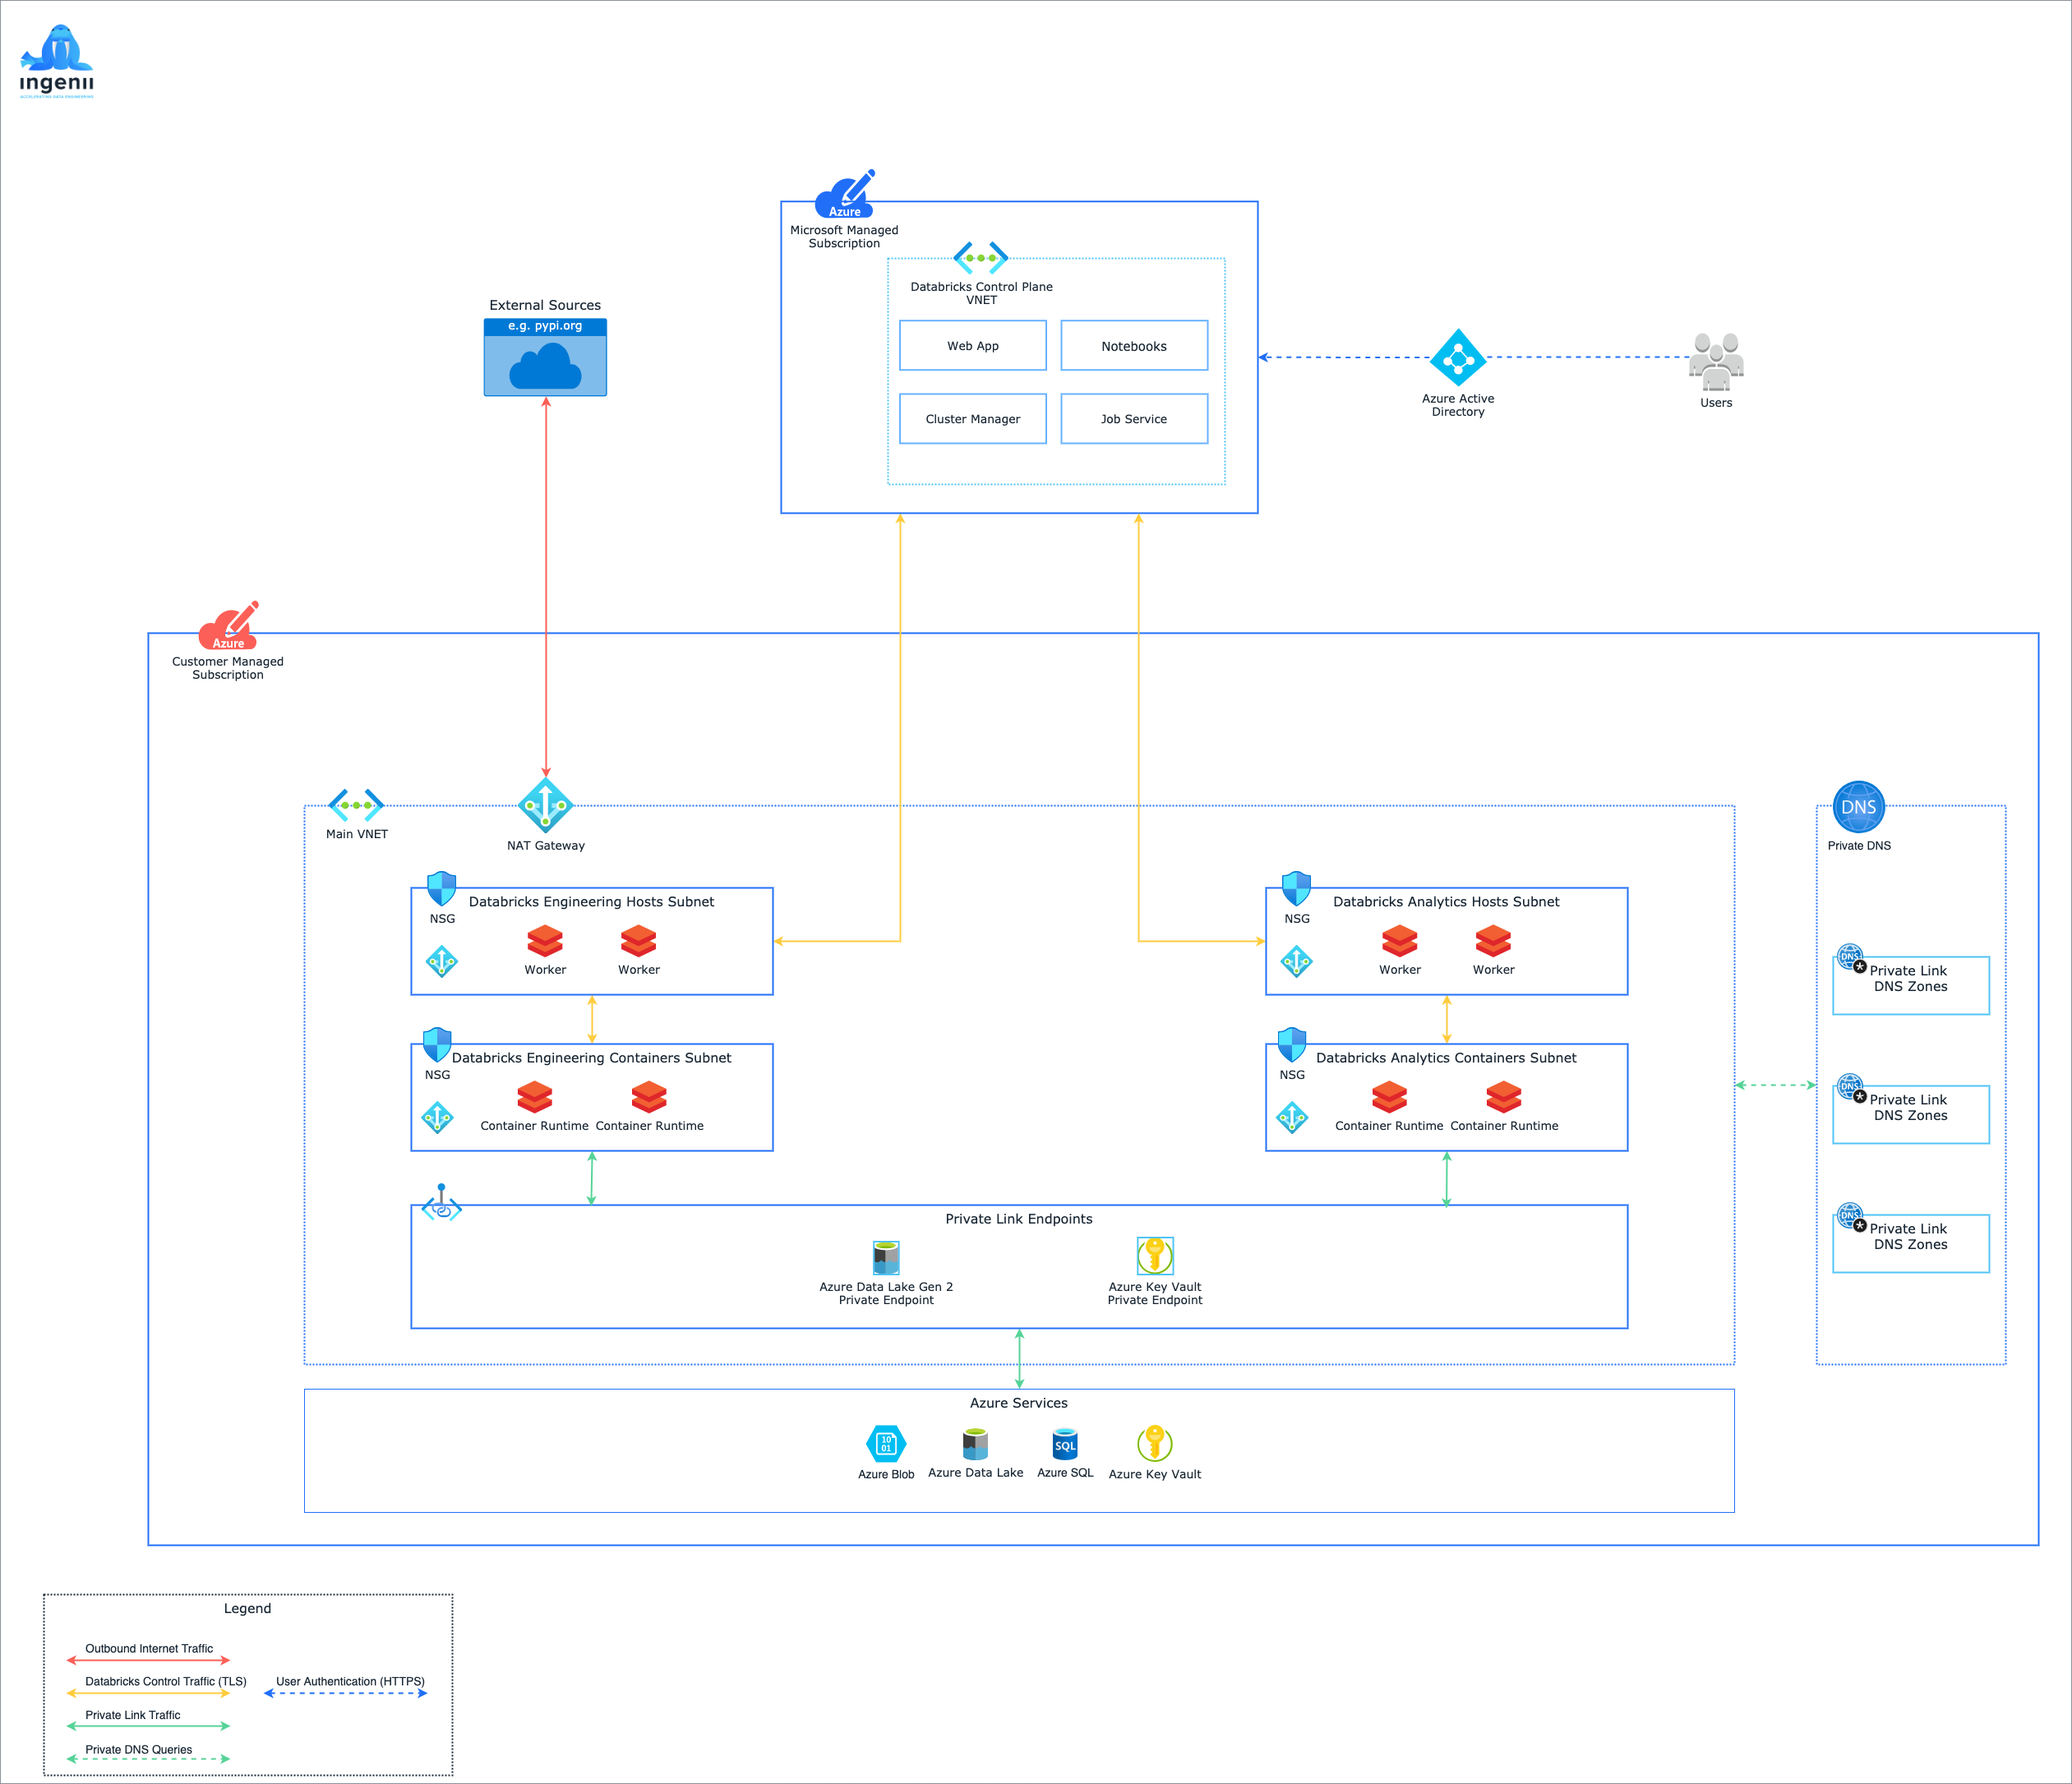 ingenii
ACCELERATING DATA ENGINEERING
Azure
Microsoft Managed
Subscription
Databricks Control Plane
VNET
Web App
Notebooks
Cluster Manager
Job Service
External Sources
e.g. pypi.org
Azure Active
Directory
Users
Azure
Customer Managed
Subscription
Main VNET
NAT Gateway
DNS
Private DNS
NSG
Databricks Engineering Hosts Subnet
Worker
Worker
NSG
Databricks Analytics Hosts Subnet
Worker
Worker
NSG
Databricks Engineering Containers Subnet
Container Runtime
Container Runtime
NSG
Databricks Analytics Containers Subnet
Container Runtime
Container Runtime
DNS
*
Private Link
DNS Zones
DNS
*
Private Link
DNS Zones
DNS
*
Private Link
DNS Zones
Private Link Endpoints
Azure Data Lake Gen 2
Private Endpoint
Azure Key Vault
Private Endpoint
Azure Services
10
01
Azure Blob
Azure Data Lake
SQL
Azure SQL
Azure Key Vault
Legend
Outbound Internet Traffic
Databricks Control Traffic (TLS)
User Authentication (HTTPS)
Private Link Traffic
Private DNS Queries